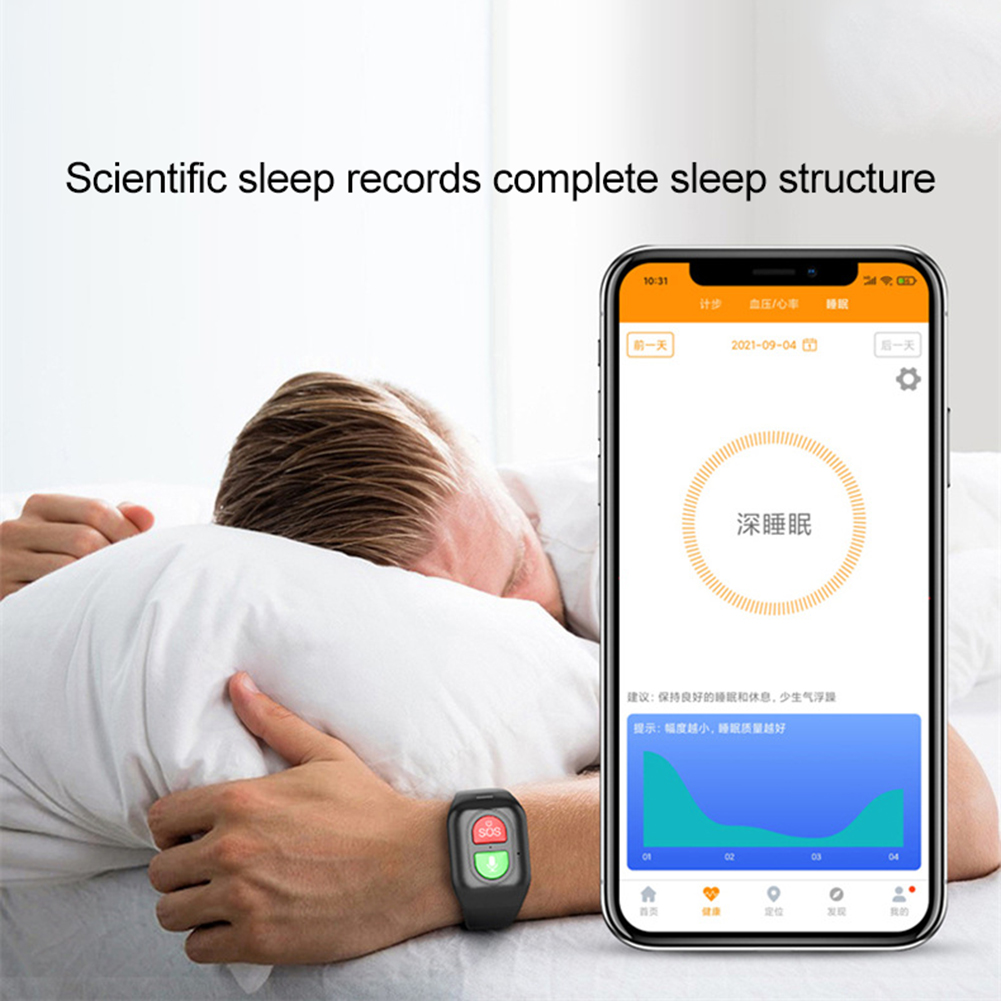 Scientific sleep records complete sleep structure
10:31
计步 血压/心率 睡眠
前一天 2021-09-04 后一天
深睡眠
建议: 保持良好的睡眠和休息, 少生气浮躁
提示: 幅度越小, 睡眠质量越好
01 02 03 04
SOS
首页 健康 定位 发现 我的